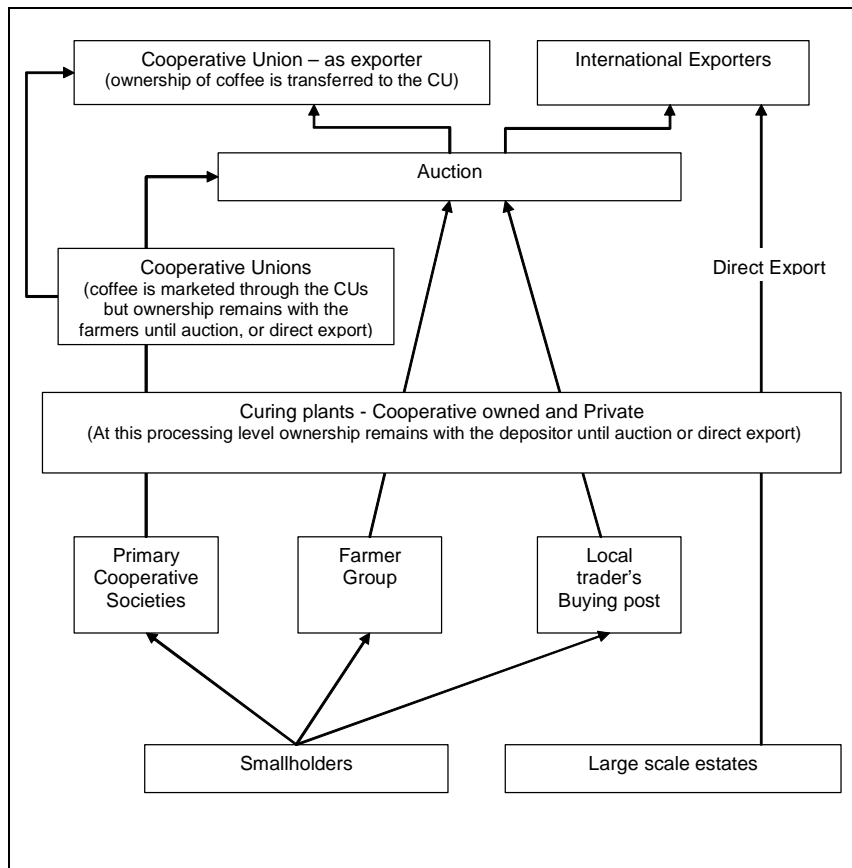 Cooperative Union – as exporter
(ownership of coffee is transferred to the CU)
International Exporters
Auction
Cooperative Unions
(coffee is marketed through the CUs
but ownership remains with the
farmers until auction, or direct export)
Direct Export
Curing plants - Cooperative owned and Private
(At this processing level ownership remains with the depositor until auction or direct export)
Primary
Cooperative
Societies
Farmer
Group
Local
trader's
Buying post
Smallholders
Large scale estates